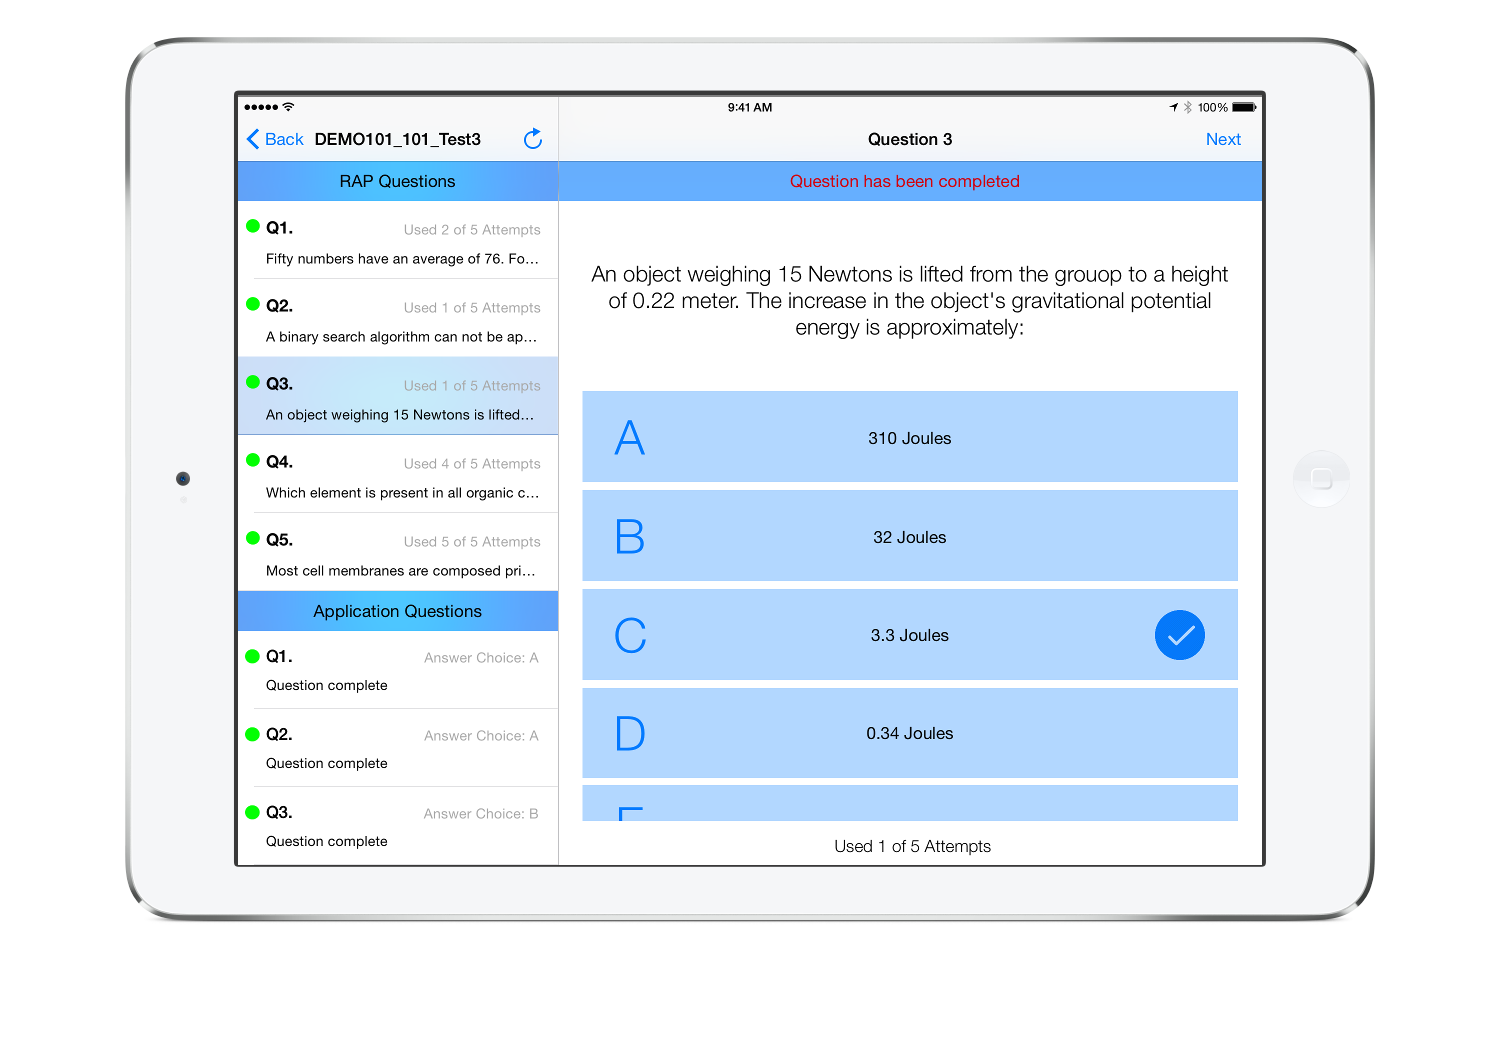 9:41 AM
100%
Back DEMO101_101_Test3
Question 3
Next
RAP Questions
Question has been completed
Q1. Used 2 of 5 Attempts
Fifty numbers have an average of 76. Fo...
Q2. Used 1 of 5 Attempts
A binary search algorithm can not be ap...
Q3. Used 1 of 5 Attempts
An object weighing 15 Newtons is lifted...
Q4. Used 4 of 5 Attempts
Which element is present in all organic c...
Q5. Used 5 of 5 Attempts
Most cell membranes are composed pri...
Application Questions
Q1. Answer Choice: A
Question complete
Q2. Answer Choice: A
Question complete
Q3. Answer Choice: B
Question complete
An object weighing 15 Newtons is lifted from the grouop to a height
of 0.22 meter. The increase in the object's gravitational potential
energy is approximately:
A 310 Joules
B 32 Joules
C 3.3 Joules
D 0.34 Joules
Used 1 of 5 Attempts